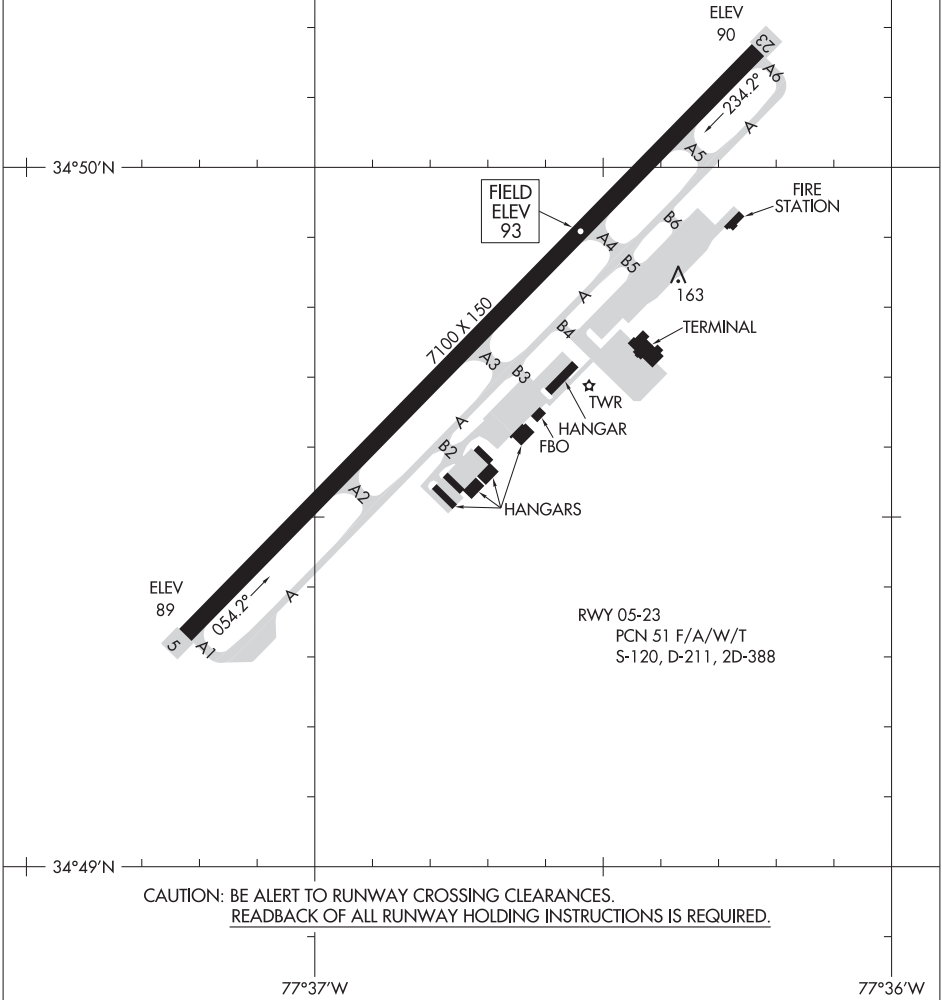 ELEV
90
23
A6
234.2°
A
A5
34°50'N
FIELD
ELEV
93
FIRE
STATION
B6
A4
B5
163
A
7100 X 150
B4
TERMINAL
A3
B3
TWR
HANGAR
FBO
A
B2
A2
HANGARS
ELEV
89
054.2°
A
5
A1
RWY 05-23
PCN 51 F/A/W/T
S-120, D-211, 2D-388
34°49'N
CAUTION: BE ALERT TO RUNWAY CROSSING CLEARANCES.
READBACK OF ALL RUNWAY HOLDING INSTRUCTIONS IS REQUIRED.
77°37'W
77°36'W